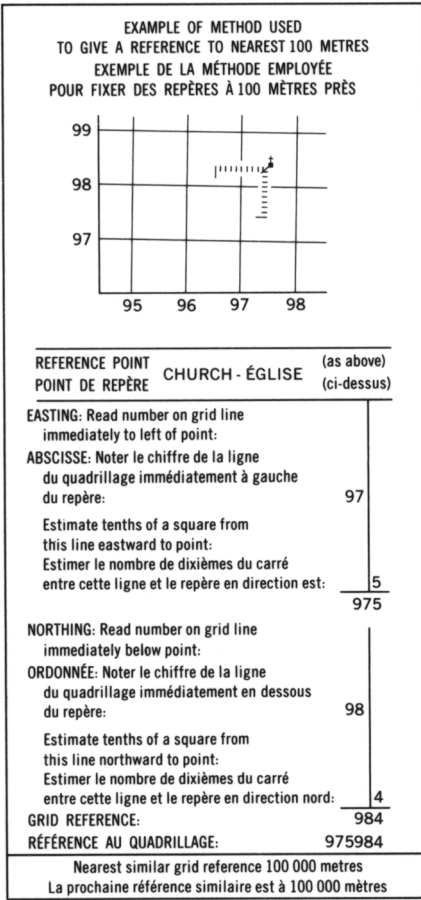 EXAMPLE OF METHOD USED
TO GIVE A REFERENCE TO NEAREST 100 METRES
EXEMPLE DE LA MÉTHODE EMPLOYÉE
POUR FIXER DES REPÈRES À 100 MÈTRES PRÈS
99
98
97
95 96 97 98
REFERENCE POINT
POINT DE REPÈRE
CHURCH - ÉGLISE
(as above)
(ci-dessus)
EASTING: Read number on grid line
immediately to left of point:
ABSCISSE: Noter le chiffre de la ligne
du quadrillage immédiatement à gauche
du repère: 97
Estimate tenths of a square from
this line eastward to point:
Estimer le nombre de dixièmes du carré
entre cette ligne et le repère en direction est: 5
975
NORTHING: Read number on grid line
immediately below point:
ORDONNÉE: Noter le chiffre de la ligne
du quadrillage immédiatement en dessous
du repère: 98
Estimate tenths of a square from
this line northward to point:
Estimer le nombre de dixièmes du carré
entre cette ligne et le repère en direction nord: 4
GRID REFERENCE: 984
RÉFÉRENCE AU QUADRILLAGE: 975984
Nearest similar grid reference 100 000 metres
La prochaine référence similaire est à 100 000 mètres